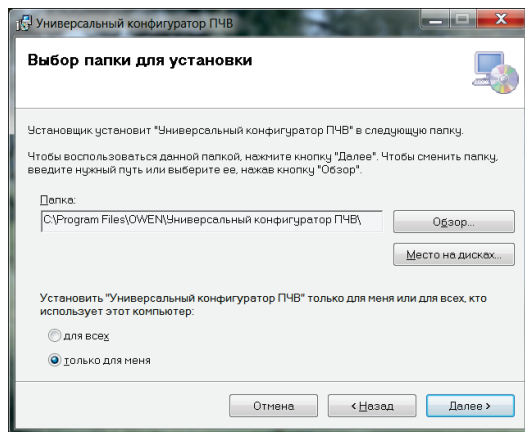 Универсальный конфигуратор ПЧВ
Выбор папки для установки
Установщик установит "Универсальный конфигуратор ПЧВ" в следующую папку.
Чтобы воспользоваться данной папкой, нажмите кнопку "Далее". Чтобы сменить папку,
введите нужный путь или выберите ее, нажав кнопку "Обзор".
Папка:
C:\Program Files\OWEN\Универсальный конфигуратор ПЧВ\
Обзор...
Место на дисках...
Установить "Универсальный конфигуратор ПЧВ" только для меня или для всех, кто
использует этот компьютер:
для всех
только для меня
Отмена < Назад Далее >